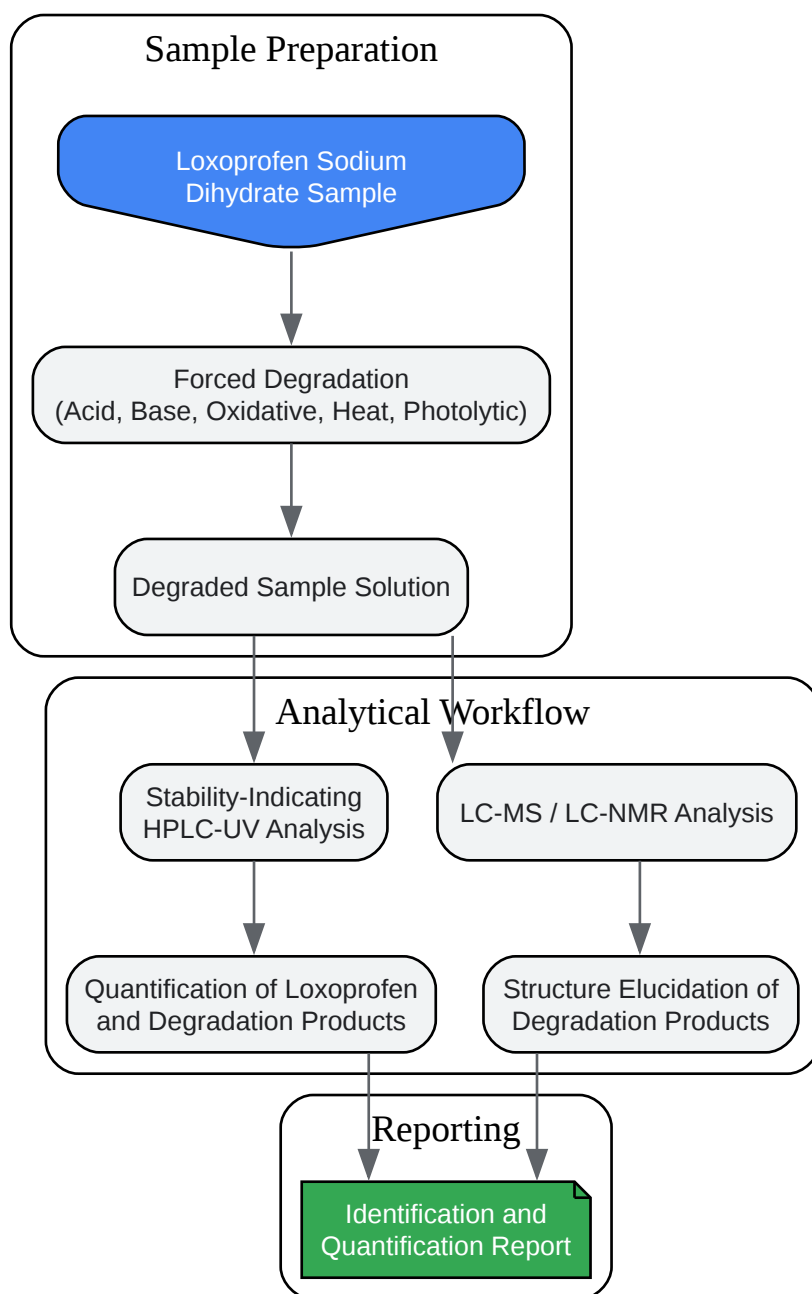 Sample Preparation
Loxoprofen Sodium
Dihydrate Sample
Forced Degradation
(Acid, Base, Oxidative, Heat, Photolytic)
Degraded Sample Solution
Analytical Workflow
Stability-Indicating
HPLC-UV Analysis
LC-MS / LC-NMR Analysis
Quantification of Loxoprofen
and Degradation Products
Structure Elucidation of
Degradation Products
Reporting
Identification and
Quantification Report